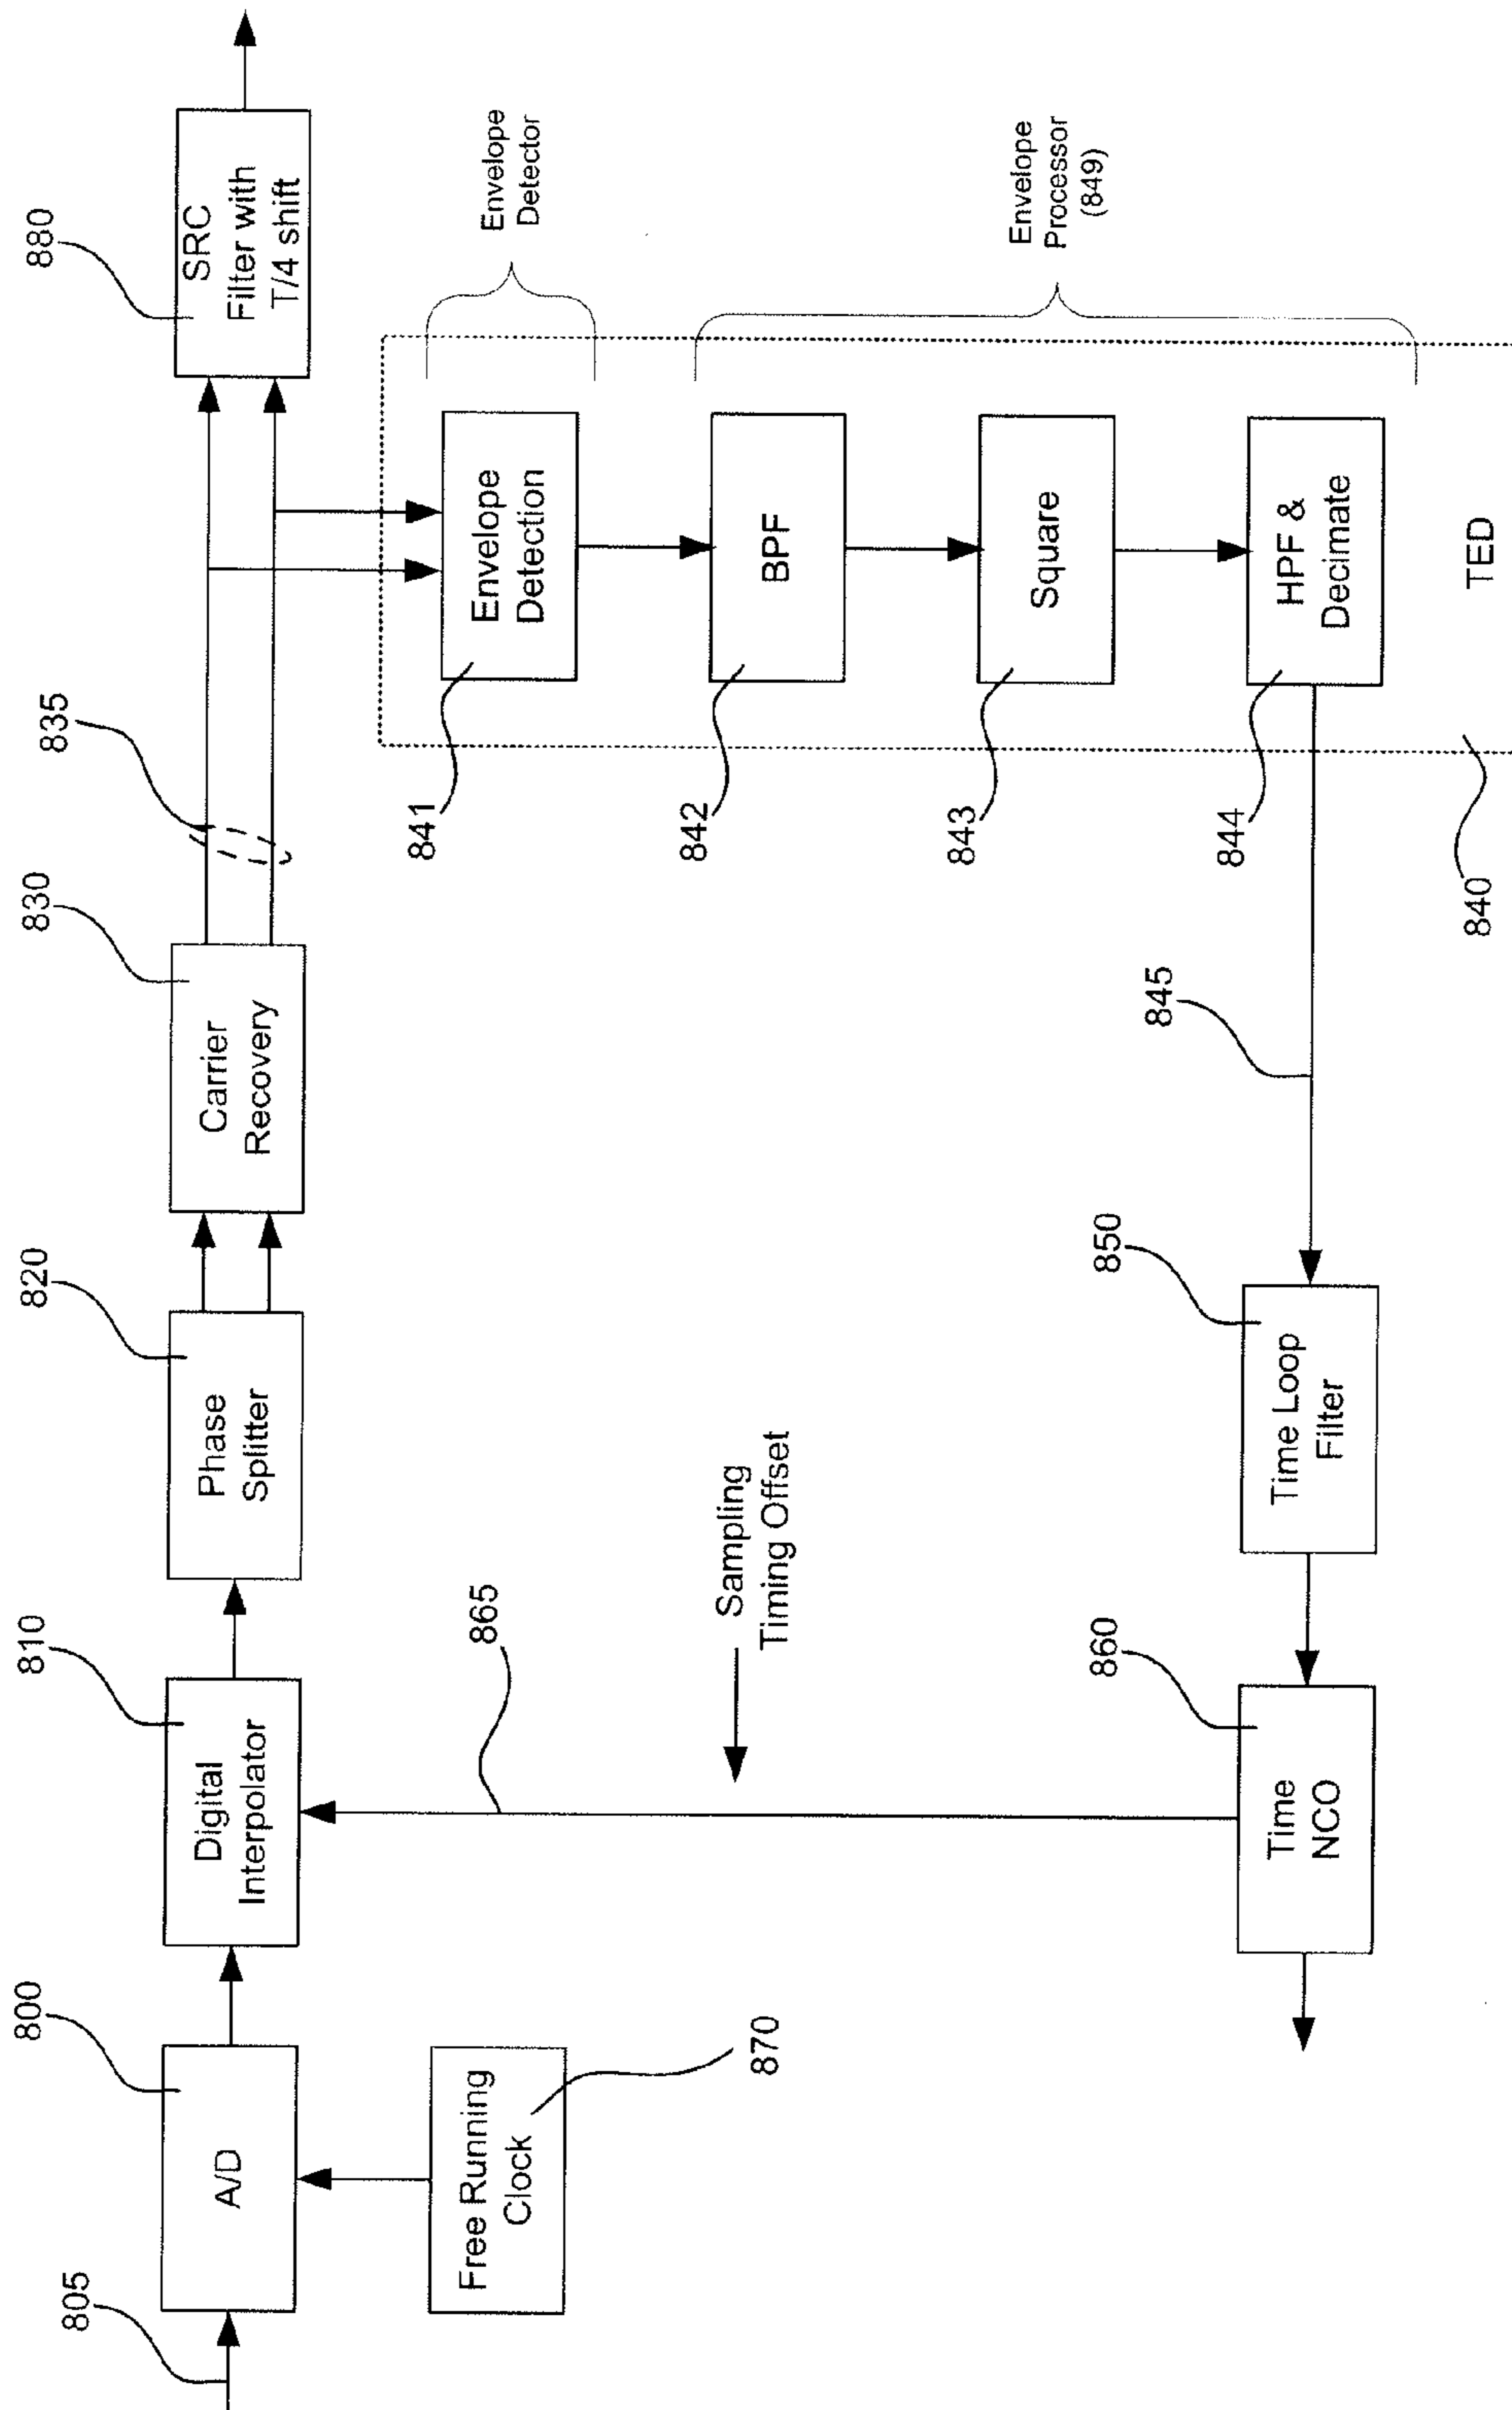 805
800
A/D
870
Free Running
Clock
810
Digital
Interpolator
865
Sampling
Timing Offset
820
Phase
Splitter
830
Carrier
Recovery
835
880
SRC
Filter with
T/4 shift
841
Envelope
Detection
Envelope
Detector
842
BPF
843
Square
844
HPF &
Decimate
Envelope
Processor
(849)
840
TED
845
850
Time Loop
Filter
860
Time
NCO